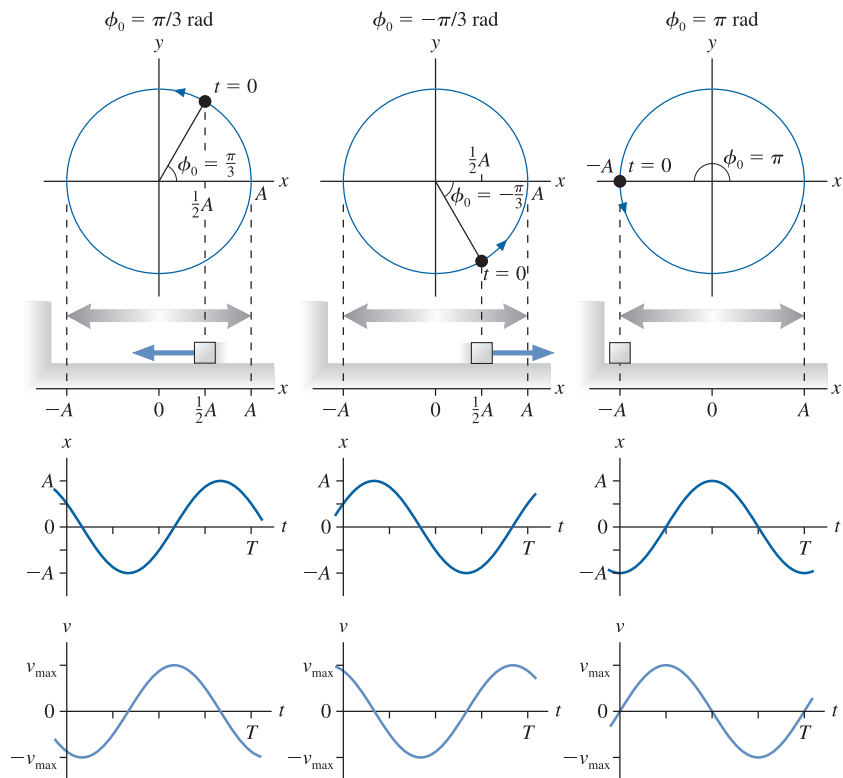 ϕ₀ = π/3 rad
y
t = 0
ϕ₀ = π/3
x
A
½A
−A 0 ½A A x
x
A
0
−A
T t
v
vmax
0
−vmax
T t
ϕ₀ = −π/3 rad
y
½A
x
A
ϕ₀ = −π/3
t = 0
−A 0 ½A A x
x
A
0
−A
T t
v
vmax
0
−vmax
T t
ϕ₀ = π rad
y
−A t = 0 ϕ₀ = π
x
−A 0 A x
x
A
0
−A
T t
v
vmax
0
−vmax
T t